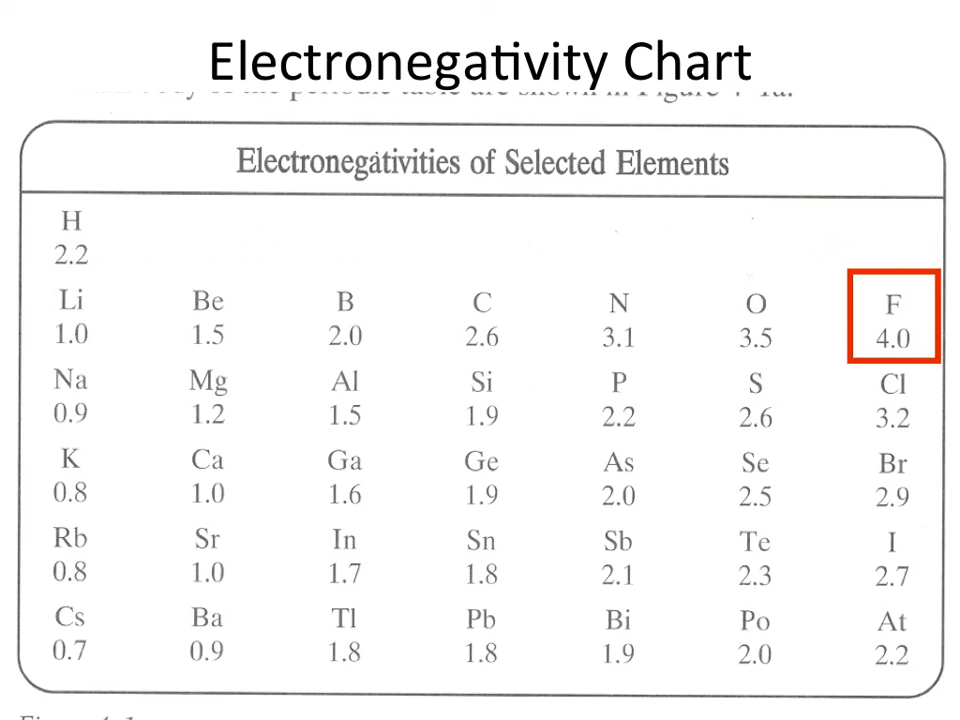 Electronegativity Chart
Electronegativities of Selected Elements
H
2.2
Li Be B C N O F
1.0 1.5 2.0 2.6 3.1 3.5 4.0
Na Mg Al Si P S Cl
0.9 1.2 1.5 1.9 2.2 2.6 3.2
K Ca Ga Ge As Se Br
0.8 1.0 1.6 1.9 2.0 2.5 2.9
Rb Sr In Sn Sb Te I
0.8 1.0 1.7 1.8 2.1 2.3 2.7
Cs Ba Tl Pb Bi Po At
0.7 0.9 1.8 1.8 1.9 2.0 2.2